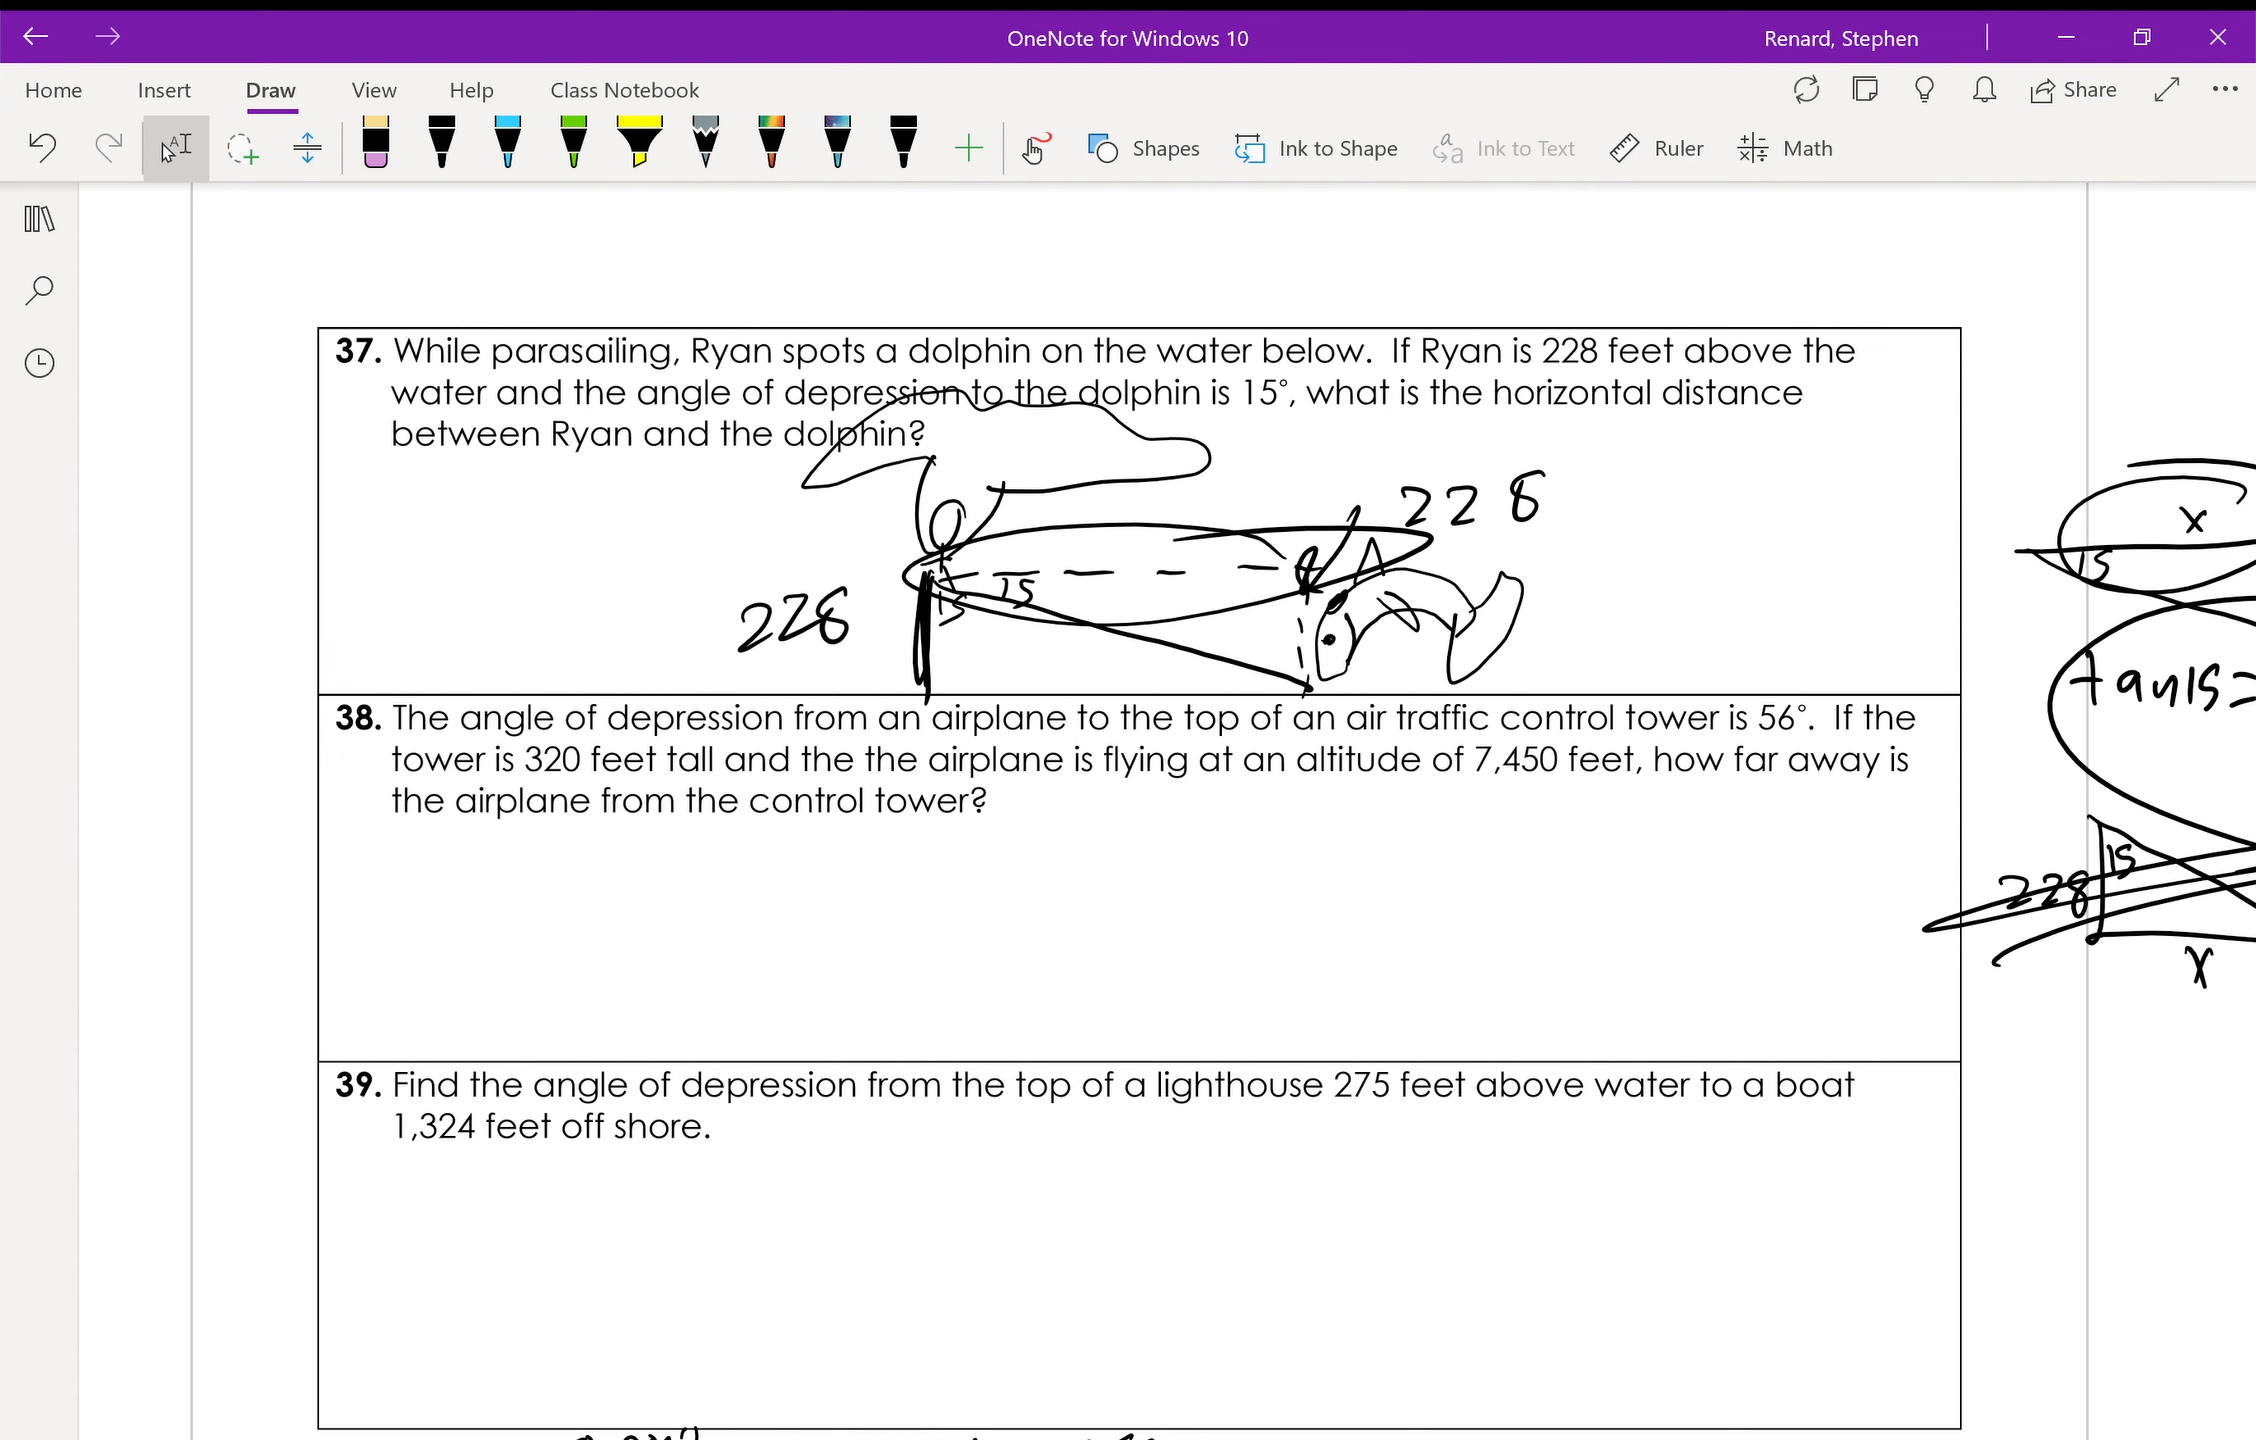 OneNote for Windows 10
Renard, Stephen
Home Insert Draw View Help Class Notebook
Share
Shapes Ink to Shape Ink to Text Ruler Math
37. While parasailing, Ryan spots a dolphin on the water below. If Ryan is 228 feet above the
water and the angle of depression to the dolphin is 15°, what is the horizontal distance
between Ryan and the dolphin?
228
228
15
15
x
15
tan15=
38. The angle of depression from an airplane to the top of an air traffic control tower is 56°. If the
tower is 320 feet tall and the the airplane is flying at an altitude of 7,450 feet, how far away is
the airplane from the control tower?
228 15
x
39. Find the angle of depression from the top of a lighthouse 275 feet above water to a boat
1,324 feet off shore.